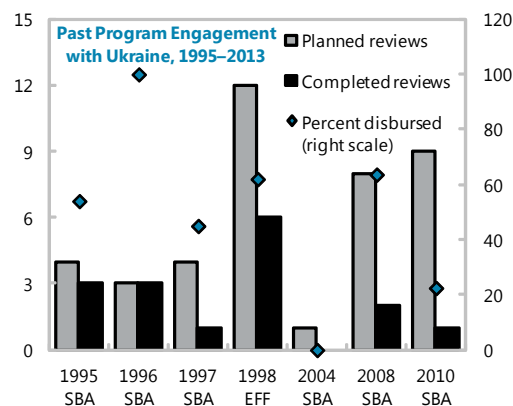 Past Program Engagement
with Ukraine, 1995–2013
Planned reviews
Completed reviews
Percent disbursed
(right scale)
15
12
9
6
3
0
120
100
80
60
40
20
0
1995 1996 1997 1998 2004 2008 2010
SBA SBA SBA EFF SBA SBA SBA